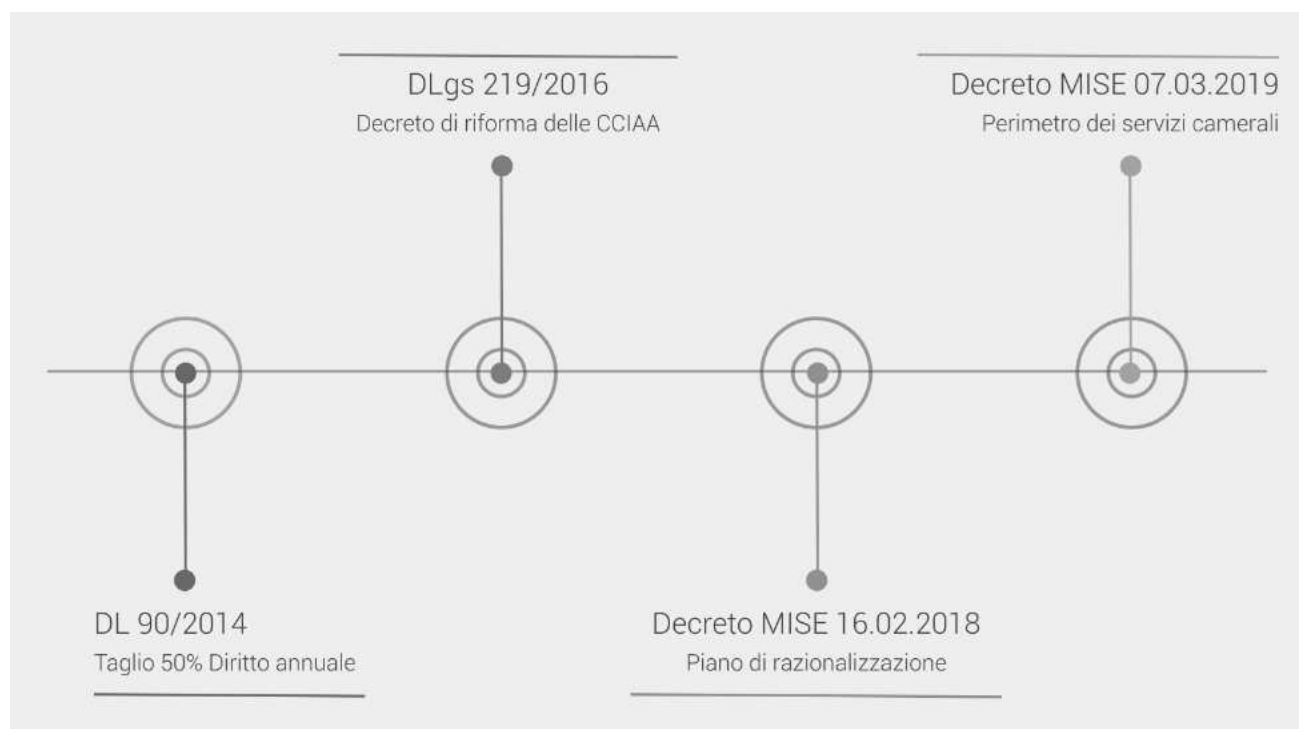 DLgs 219/2016
Decreto di riforma delle CCIAA
Decreto MISE 07.03.2019
Perimetro dei servizi camerali
DL 90/2014
Taglio 50% Diritto annuale
Decreto MISE 16.02.2018
Piano di razionalizzazione